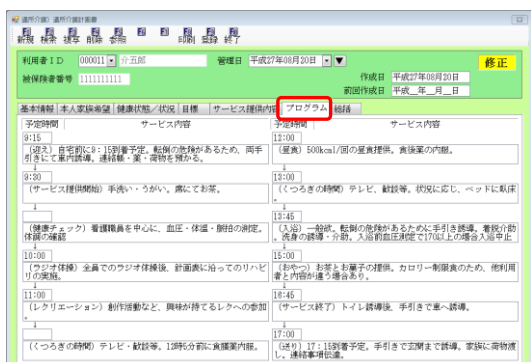 通所介護) 通所介護計画書
新規 検索 複写 削除 参照 印刷 登録 終了
利用者ID 000011 介五郎 管理日 平成27年08月20日 修正
被保険者番号 1111111111 作成日 平成27年08月20日
前回作成日 平成__年__月__日
基本情報 本人家族希望 健康状態/状況 目標 サービス提供内容 プログラム 総括
予定時間 サービス内容
9:15
(迎え) 自宅前に9:15到着予定。転倒の危険があるため、両手
引きにて車内誘導。連絡帳・薬・荷物を預かる。
↓
9:30
(サービス提供開始) 手洗い・うがい。席にてお茶。
↓
(健康チェック) 看護職員を中心に、血圧・体温・脈拍の測定。
体調の確認
↓
10:00
(ラジオ体操) 全員でのラジオ体操後、計画表に沿ってのリハビ
リの実施。
↓
11:00
(レクリエーション) 創作活動など、興味が持てるレクへの参加
↓
(くつろぎの時間) テレビ・歓談等。12時5分前に食膳薬内服。
予定時間 サービス内容
12:00
(昼食) 500kcal/回の昼食提供。食後薬の内服。
↓
13:00
(くつろぎの時間) テレビ、歓談等。状況に応じ、ベッドに臥床
。
↓
13:45
(入浴) 一般欲。転倒の危険があるために手引き誘導。着脱介助
。洗身の誘導・介助。入浴前血圧測定で170以上の場合入浴中止
↓
15:00
(おやつ) お茶とお菓子の提供。カロリー制限食のため、他利用
者と内容が違う場合あり。
↓
16:45
(サービス終了) トイレ誘導後、手引きで車へ誘導。
↓
17:00
(送り) 17:15到着予定。手引きで玄関まで誘導。家族に荷物渡
し。連絡事項伝達。